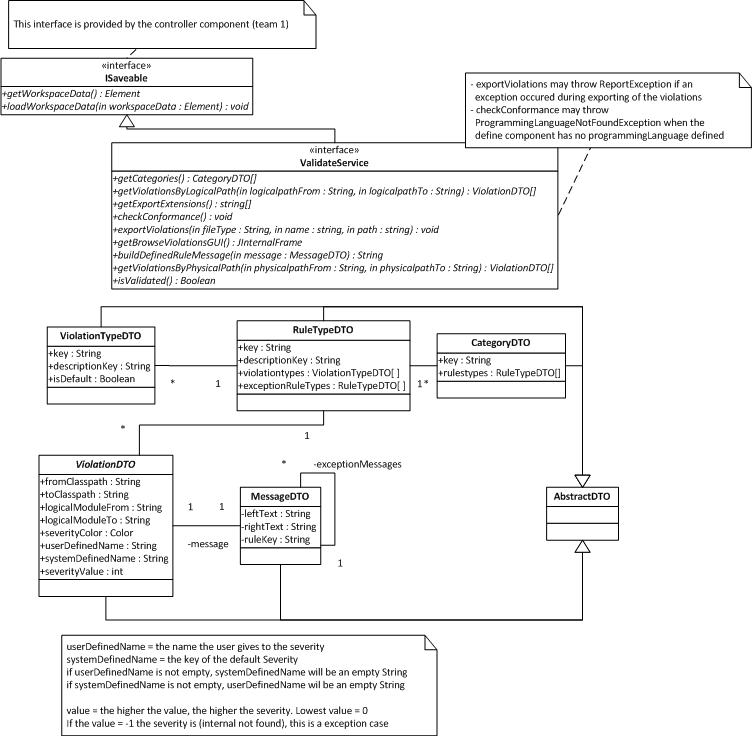 This interface is provided by the controller component (team 1)
«interface»
ISaveable
+getWorkspaceData() : Element
+loadWorkspaceData(in workspaceData : Element) : void
- exportViolations may throw ReportException if an
exception occured during exporting of the violations
- checkConformance may throw
ProgrammingLanguageNotFoundException when the
define component has no programmingLanguage defined
«interface»
ValidateService
+getCategories() : CategoryDTO[]
+getViolationsByLogicalPath(in logicalpathFrom : String, in logicalpathTo : String) : ViolationDTO[]
+getExportExtensions() : string[]
+checkConformance() : void
+exportViolations(in fileType : String, in name : string, in path : string) : void
+getBrowseViolationsGUI() : JInternalFrame
+buildDefinedRuleMessage(in message : MessageDTO) : String
+getViolationsByPhysicalPath(in physicalpathFrom : String, in physicalpathTo : String) : ViolationDTO[]
+isValidated() : Boolean
ViolationTypeDTO
+key : String
+descriptionKey : String
+isDefault : Boolean
*
1
RuleTypeDTO
+key : String
+descriptionKey : String
+violationtypes : ViolationTypeDTO[ ]
+exceptionRuleTypes : RuleTypeDTO[ ]
1
*
CategoryDTO
+key : String
+rulestypes : RuleTypeDTO[]
*
1
ViolationDTO
+fromClasspath : String
+toClasspath : String
+logicalModuleFrom : String
+logicalModuleTo : String
+severityColor : Color
+userDefinedName : String
+systemDefinedName : String
+severityValue : int
1
1
-message
*
-exceptionMessages
MessageDTO
-leftText : String
-rightText : String
-ruleKey : String
1
AbstractDTO
userDefinedName = the name the user gives to the severity
systemDefinedName = the key of the default Severity
if userDefinedName is not empty, systemDefinedName will be an empty String
if systemDefinedName is not empty, userDefinedName wil be an empty String
value = the higher the value, the higher the severity. Lowest value = 0
If the value = -1 the severity is (internal not found), this is a exception case